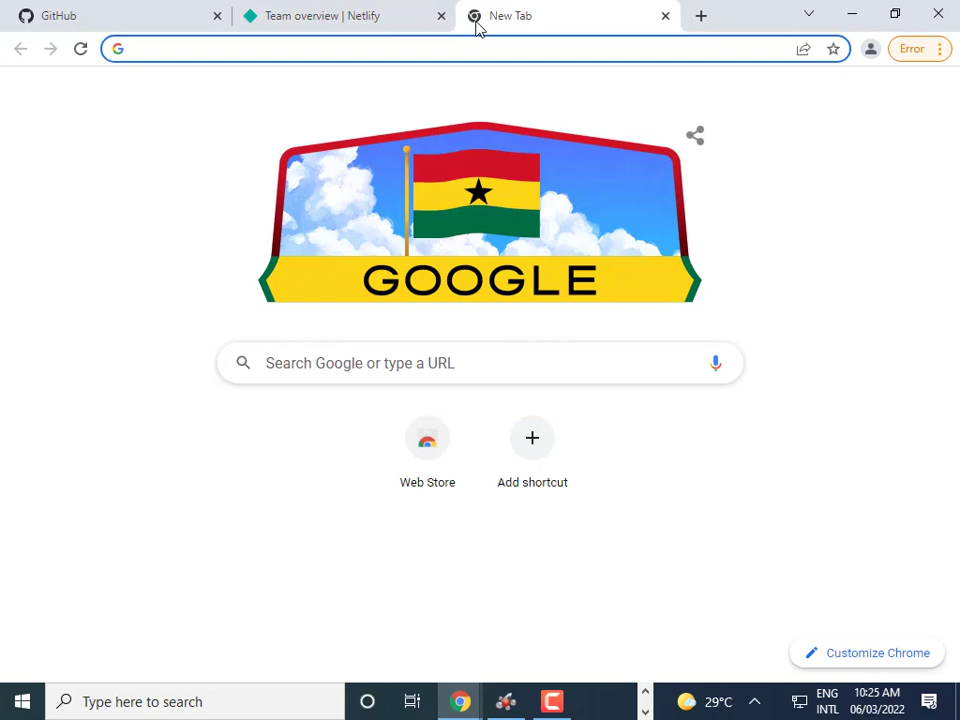 GitHub
Team overview | Netlify
New Tab
Error
GOOGLE
Search Google or type a URL
Web Store
Add shortcut
Customize Chrome
Type here to search
29°C
ENG
INTL
10:25 AM
06/03/2022